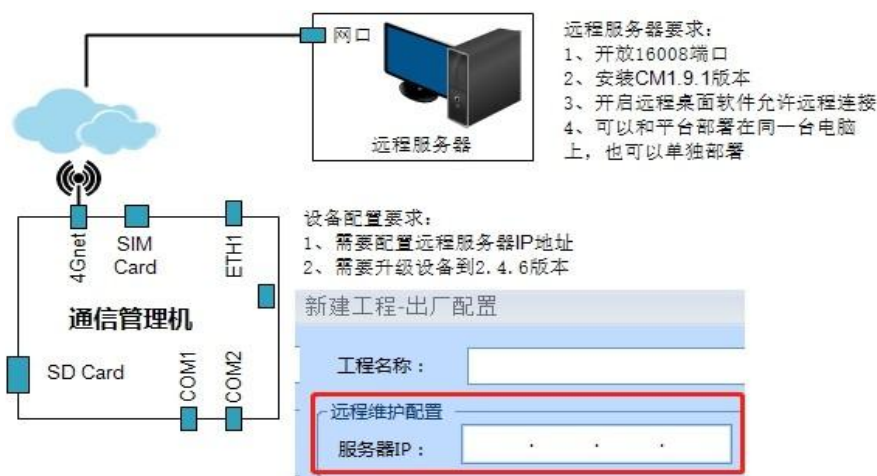 网口
远程服务器
远程服务器要求：
1、开放16008端口
2、安装CM1.9.1版本
3、开启远程桌面软件允许远程连接
4、可以和平台部署在同一台电脑
上，也可以单独部署
4Gnet
SIM
Card
ETH1
通信管理机
SD Card
COM1
COM2
设备配置要求：
1、需要配置远程服务器IP地址
2、需要升级设备到2.4.6版本
新建工程-出厂配置
工程名称：
远程维护配置
服务器IP：